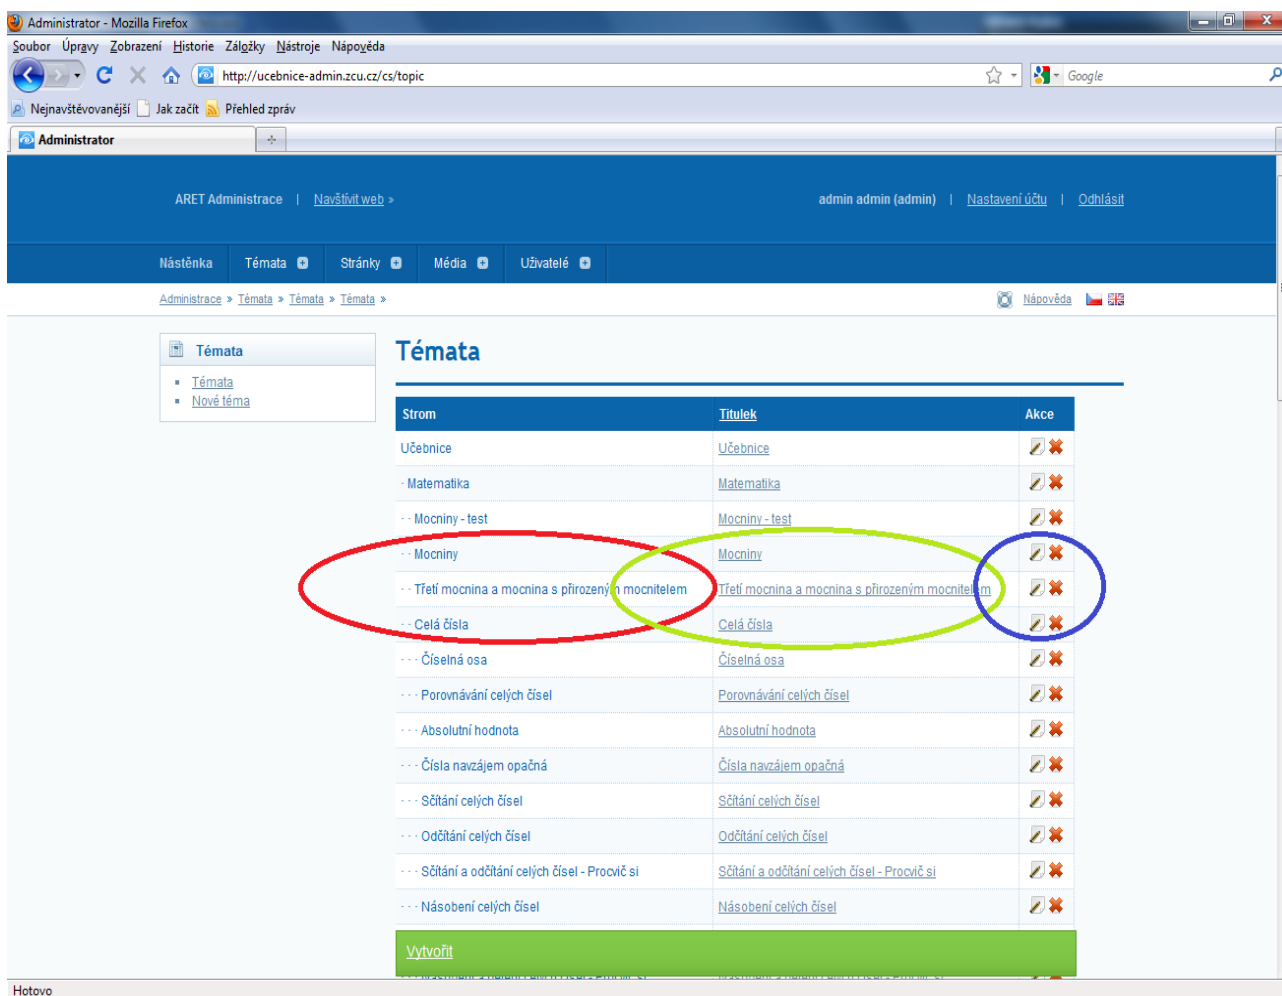 Administrator - Mozilla Firefox
Soubor Úpravy Zobrazení Historie Záložky Nástroje Nápověda
http://ucebnice-admin.zcu.cz/cs/topic
Google
Nejnavštěvovanější Jak začít Přehled zpráv
Administrator
ARET Administrace | Navštívit web »
admin admin (admin) | Nastavení účtu | Odhlásit
Nástěnka Témata Stránky Média Uživatelé
Administrace » Témata » Témata » Témata »
Nápověda
Témata
Témata
Nové téma
Témata
Strom Titulek Akce
Učebnice Učebnice
- Matematika Matematika
- - Mocniny - test Mocniny - test
- - Mocniny Mocniny
- - Třetí mocnina a mocnina s přirozeným mocnitelem Třetí mocnina a mocnina s přirozeným mocnitelem
- - Celá čísla Celá čísla
- - - Číselná osa Číselná osa
- - - Porovnávání celých čísel Porovnávání celých čísel
- - - Absolutní hodnota Absolutní hodnota
- - - Čísla navzájem opačná Čísla navzájem opačná
- - - Sčítání celých čísel Sčítání celých čísel
- - - Odčítání celých čísel Odčítání celých čísel
- - - Sčítání a odčítání celých čísel - Procvič si Sčítání a odčítání celých čísel - Procvič si
- - - Násobení celých čísel Násobení celých čísel
Vytvořit
Hotovo